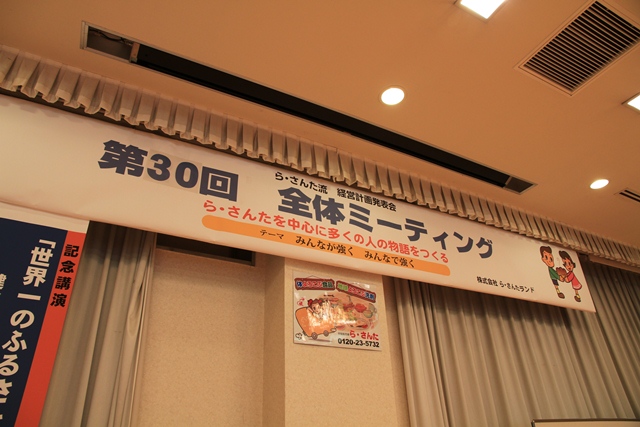 第30回
ら・さんた流 経営計画発表会
全体ミーティング
ら・さんたを中心に多くの人の物語をつくる
テーマ みんなが強く みんなで強く
株式会社 ら・さんたランド
記念講演
「世界一のふるさ
ら・さんた
0120-23-5732